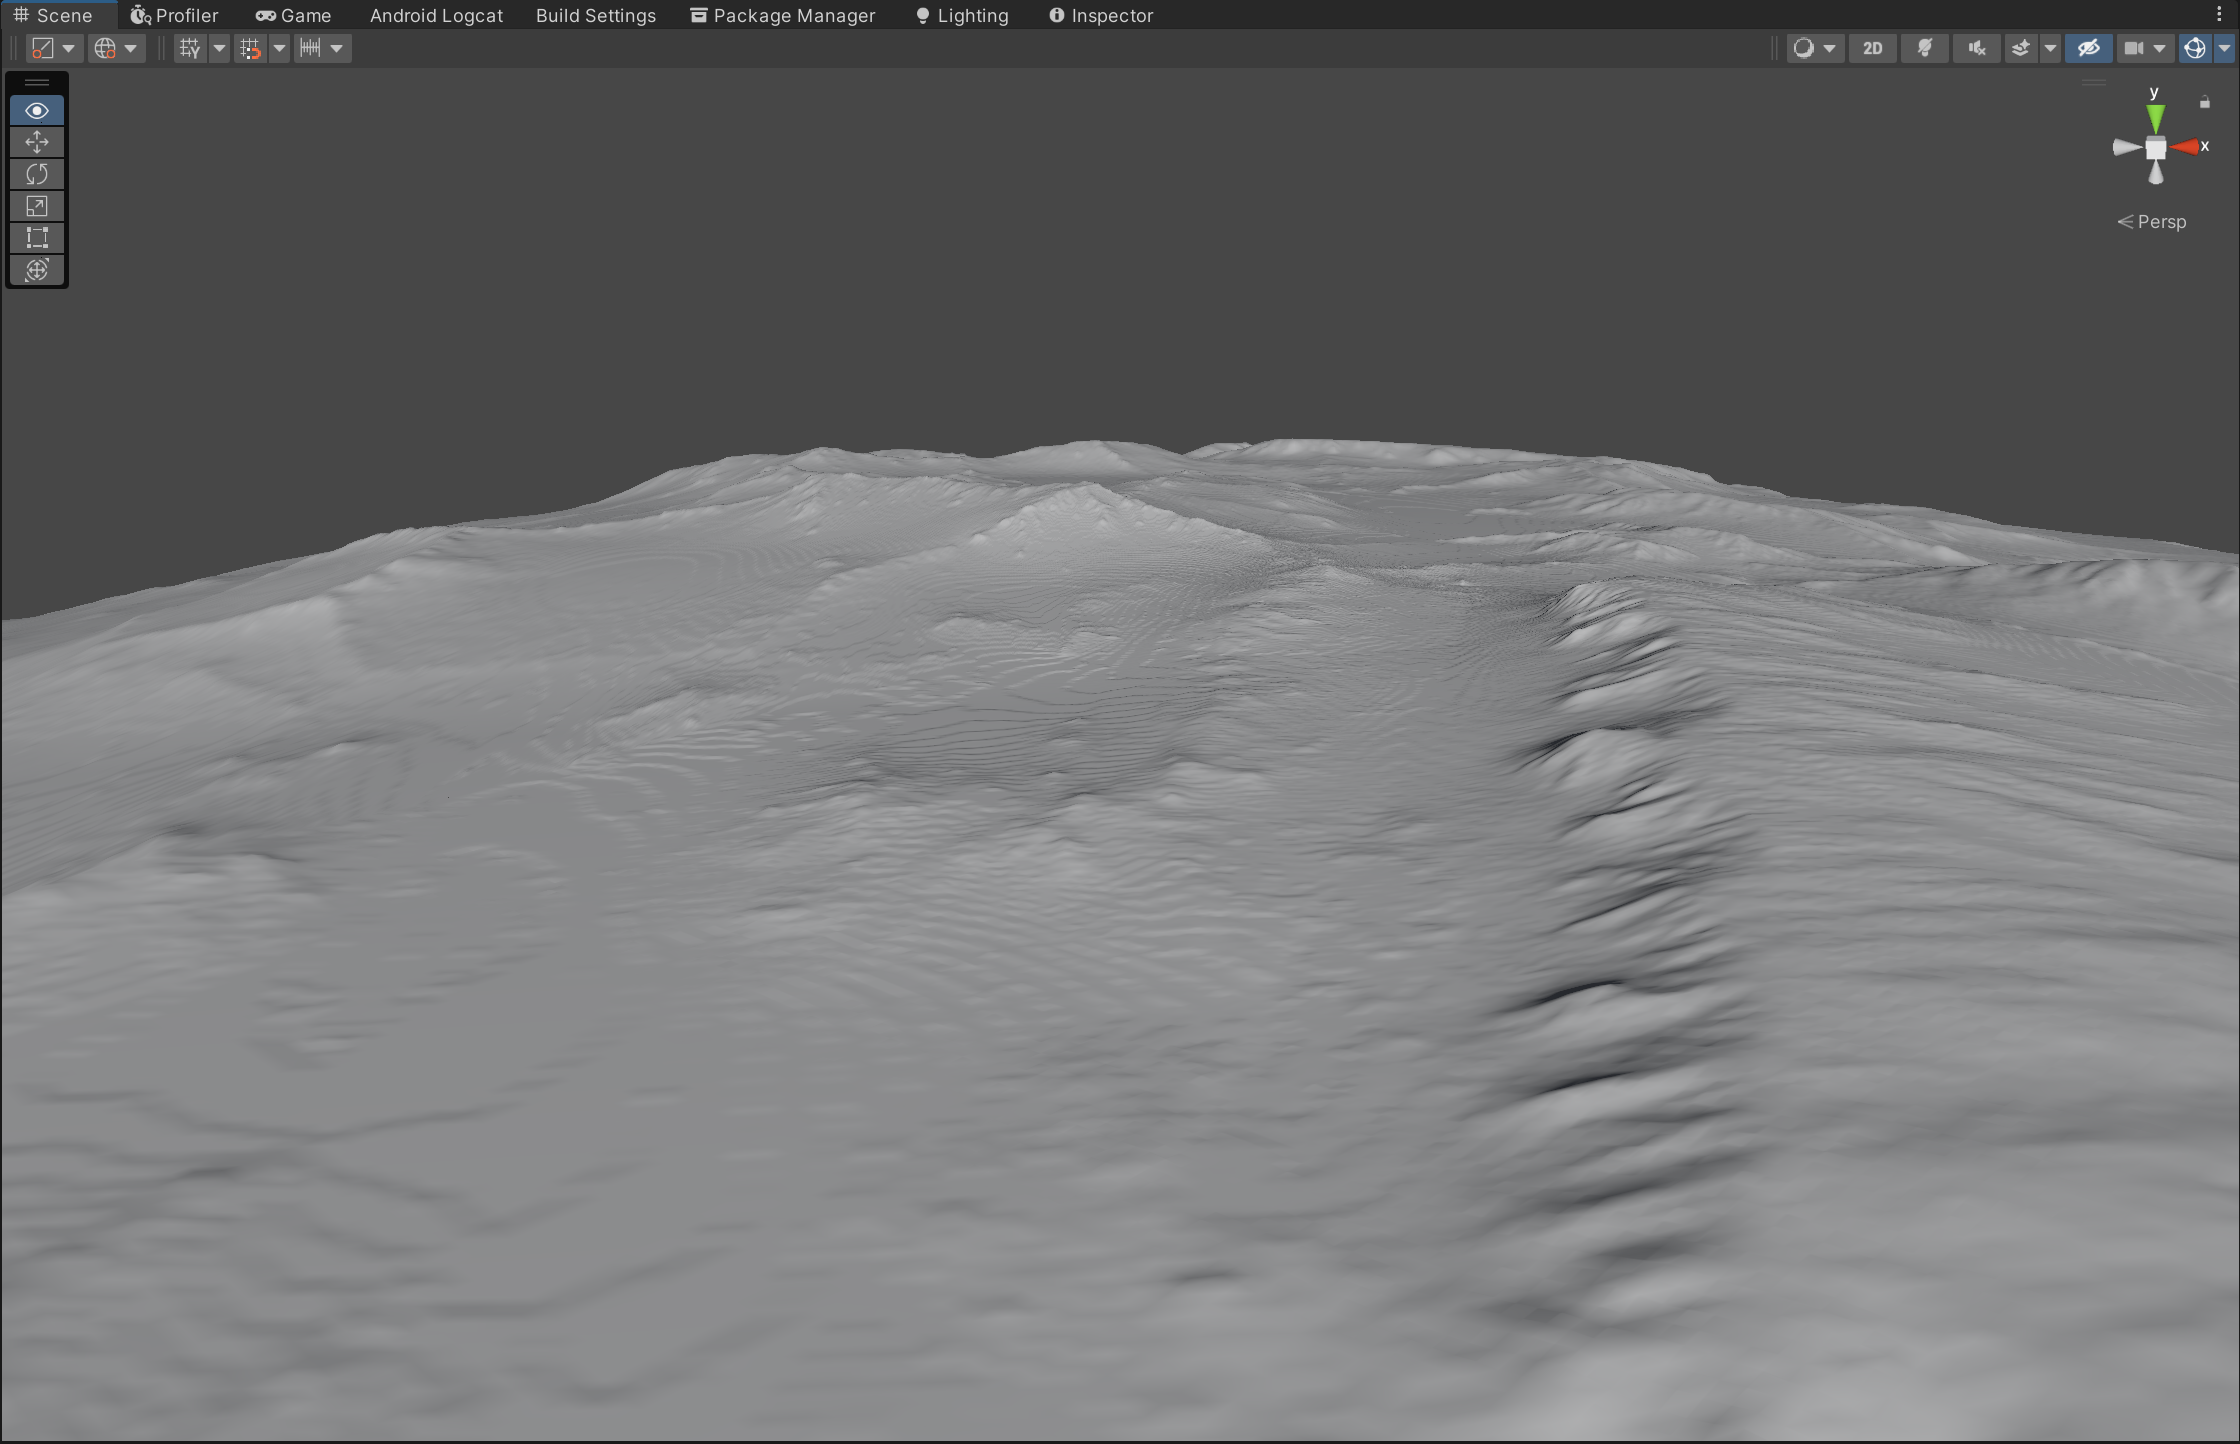 Scene Profiler Game Android Logcat Build Settings Package Manager Lighting Inspector
Y 2D
y
x
Persp